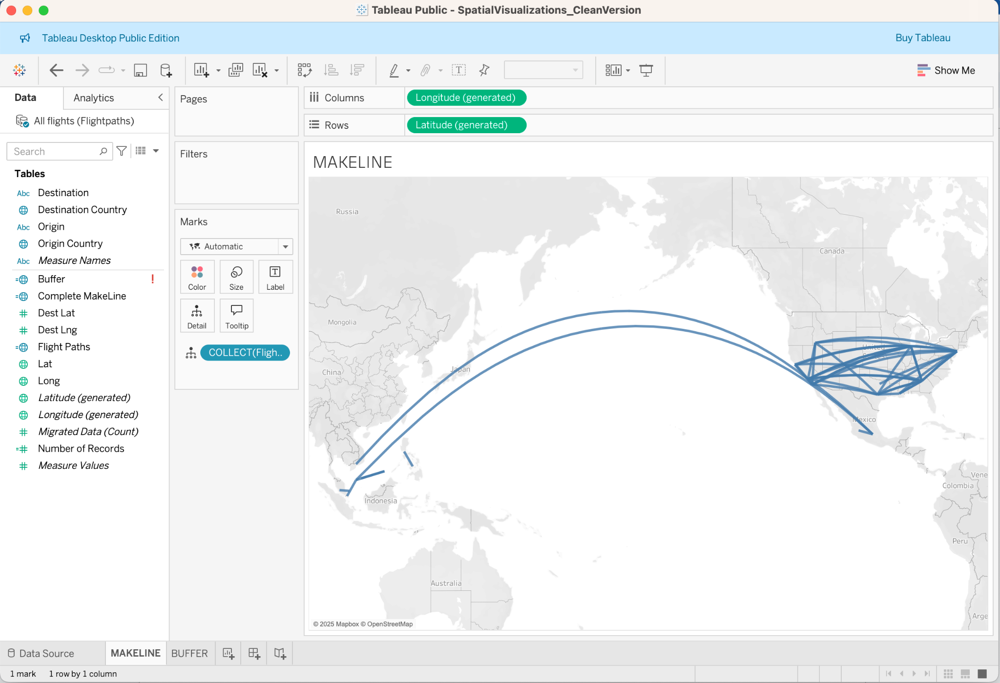 Tableau Public - SpatialVisualizations_CleanVersion
Tableau Desktop Public Edition
Buy Tableau
Show Me
Data
Analytics
All flights (Flightpaths)
Search
Tables
Abc Destination
Destination Country
Abc Origin
Origin Country
Abc Measure Names
Buffer !
Complete MakeLine
Dest Lat
Dest Lng
Flight Paths
Lat
Long
Latitude (generated)
Longitude (generated)
Migrated Data (Count)
Number of Records
Measure Values
Pages
Filters
Marks
Automatic
Color
Size
Label
Detail
Tooltip
COLLECT(Fligh..
Columns
Longitude (generated)
Rows
Latitude (generated)
MAKELINE
Russia
Canada
Mongolia
United
States
Japan
China
Mexico
Vene
Colombia
Indonesia
Peru
Australia
Arge
© 2025 Mapbox © OpenStreetMap
Data Source
MAKELINE
BUFFER
1 mark
1 row by 1 column